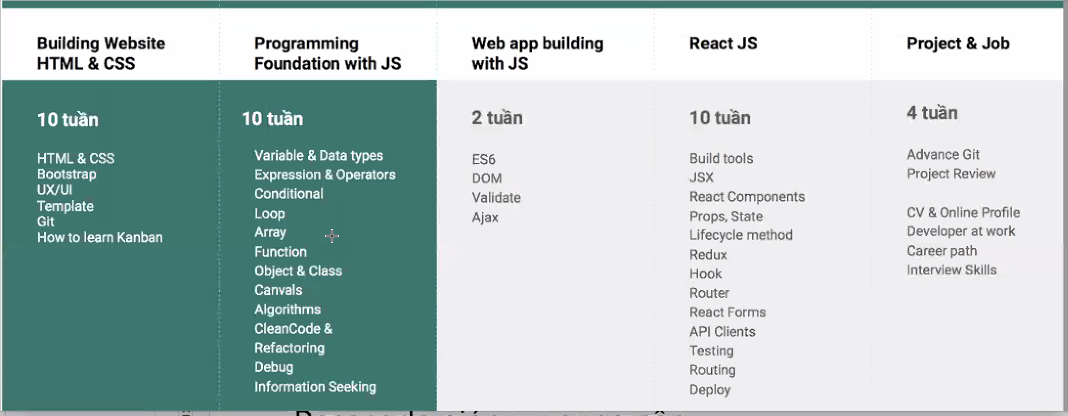 Building Website
HTML & CSS
10 tuần
HTML & CSS
Bootstrap
UX/UI
Template
Git
How to learn Kanban
Programming
Foundation with JS
10 tuần
Variable & Data types
Expression & Operators
Conditional
Loop
Array
Function
Object & Class
Canvals
Algorithms
CleanCode &
Refactoring
Debug
Information Seeking
Web app building
with JS
2 tuần
ES6
DOM
Validate
Ajax
React JS
10 tuần
Build tools
JSX
React Components
Props, State
Lifecycle method
Redux
Hook
Router
React Forms
API Clients
Testing
Routing
Deploy
Project & Job
4 tuần
Advance Git
Project Review
CV & Online Profile
Developer at work
Career path
Interview Skills